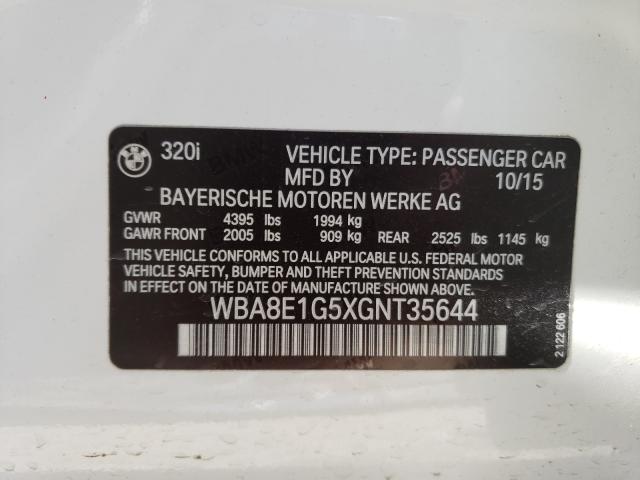 320i VEHICLE TYPE: PASSENGER CAR
MFD BY 10/15
BAYERISCHE MOTOREN WERKE AG
GVWR 4395 lbs 1994 kg
GAWR FRONT 2005 lbs 909 kg REAR 2525 lbs 1145 kg
THIS VEHICLE CONFORMS TO ALL APPLICABLE U.S. FEDERAL MOTOR
VEHICLE SAFETY, BUMPER AND THEFT PREVENTION STANDARDS
IN EFFECT ON THE DATE OF MANUFACTURE SHOWN ABOVE.
WBA8E1G5XGNT35644
2 122 606